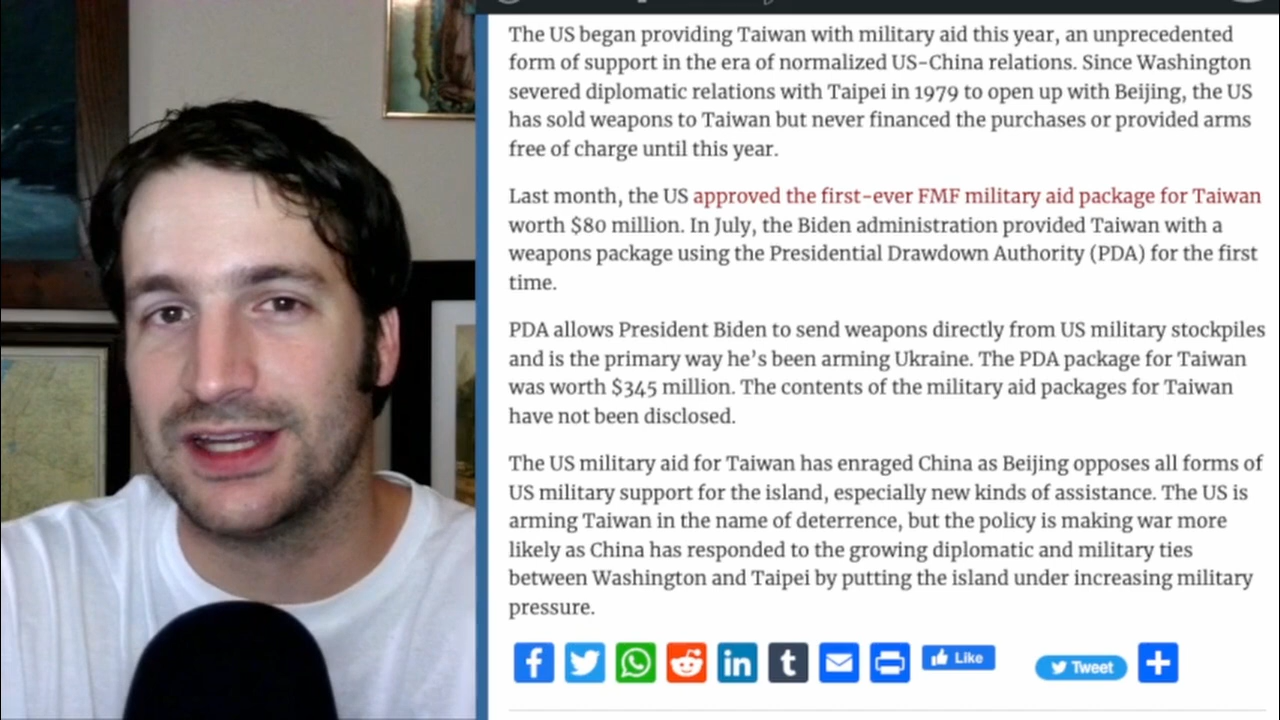 The US began providing Taiwan with military aid this year, an unprecedented
form of support in the era of normalized US-China relations. Since Washington
severed diplomatic relations with Taipei in 1979 to open up with Beijing, the US
has sold weapons to Taiwan but never financed the purchases or provided arms
free of charge until this year.
Last month, the US approved the first-ever FMF military aid package for Taiwan
worth $80 million. In July, the Biden administration provided Taiwan with a
weapons package using the Presidential Drawdown Authority (PDA) for the first
time.
PDA allows President Biden to send weapons directly from US military stockpiles
and is the primary way he’s been arming Ukraine. The PDA package for Taiwan
was worth $345 million. The contents of the military aid packages for Taiwan
have not been disclosed.
The US military aid for Taiwan has enraged China as Beijing opposes all forms of
US military support for the island, especially new kinds of assistance. The US is
arming Taiwan in the name of deterrence, but the policy is making war more
likely as China has responded to the growing diplomatic and military ties
between Washington and Taipei by putting the island under increasing military
pressure.
Like
Tweet